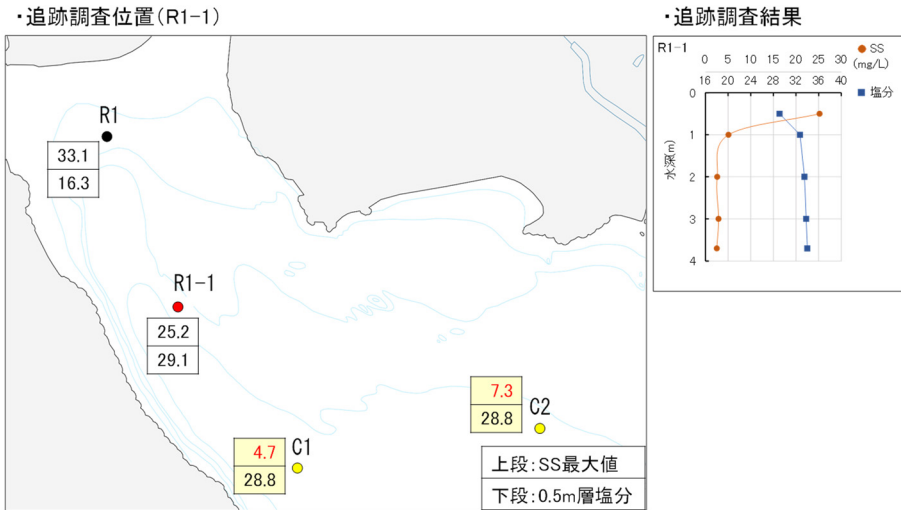 ・追跡調査位置(R1-1)
R1
33.1
16.3
R1-1
25.2
29.1
7.3
28.8
C2
C1
4.7
28.8
上段:SS最大値
下段:0.5m層塩分
・追跡調査結果
R1-1
0 5 10 15 20 25 30
16 20 24 28 32 36 40
SS
(mg/L)
塩分
水深(m)
0
1
2
3
4